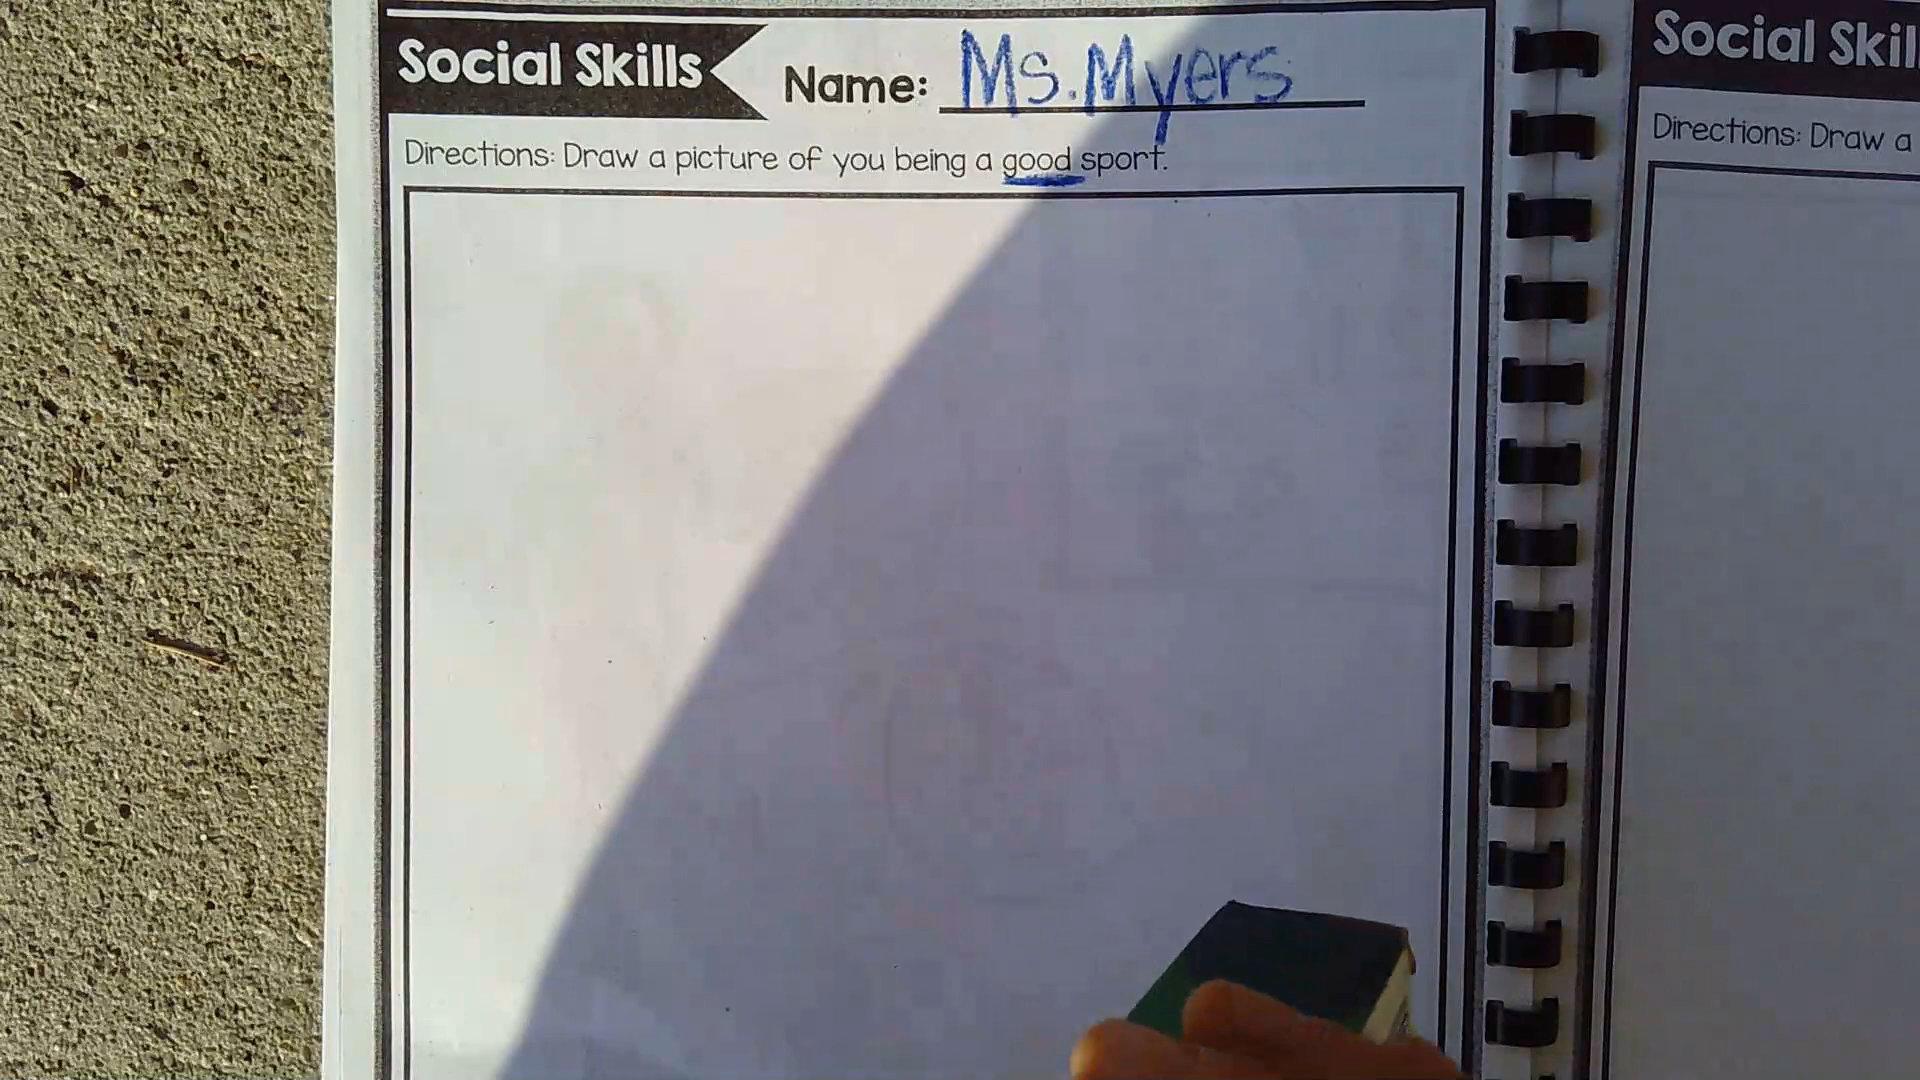 Social Skills
Name: Ms. Myers
Directions: Draw a picture of you being a good sport.
Social Skil
Directions: Draw a